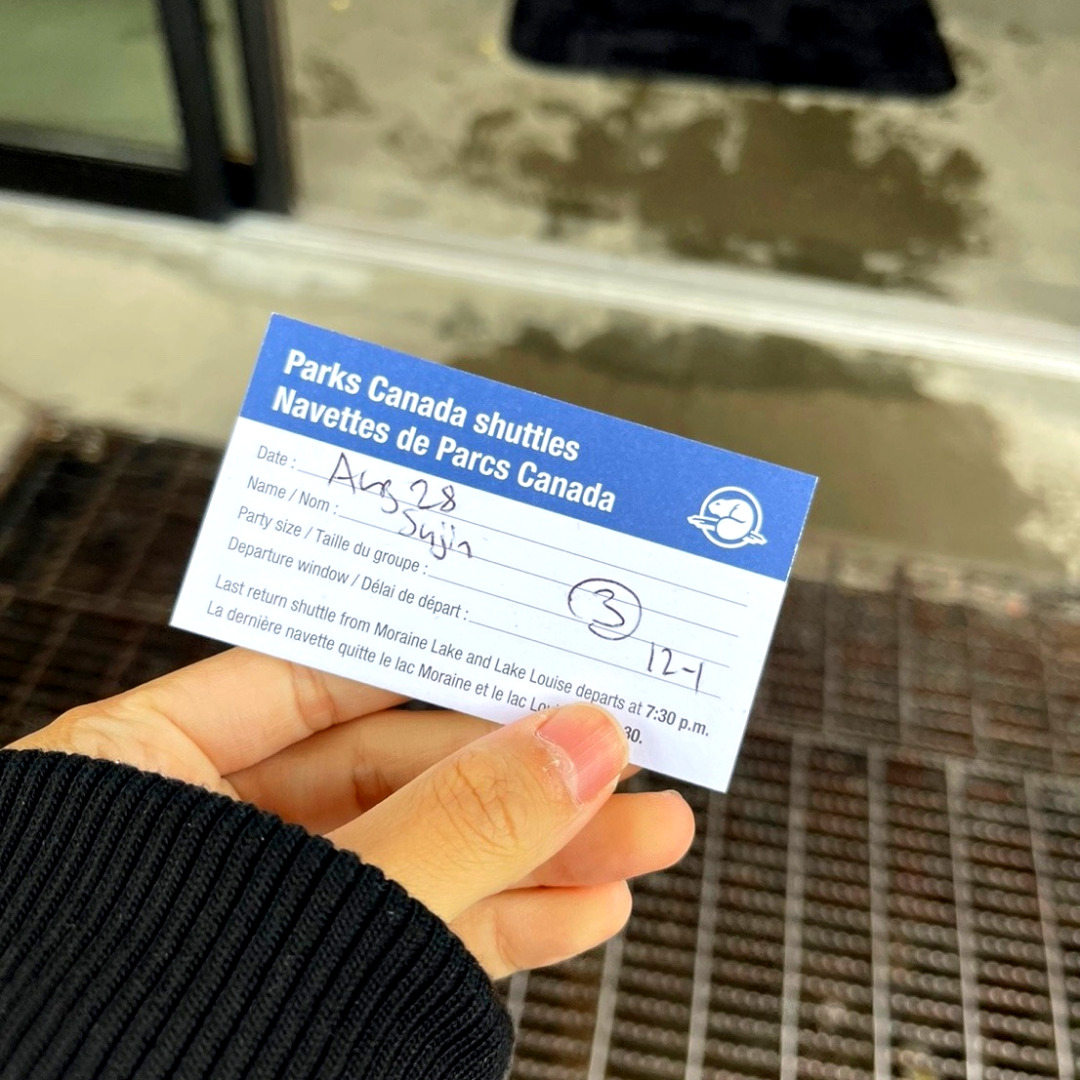 Parks Canada shuttles
Navettes de Parcs Canada
Date : Aug 28
Name / Nom : Sujin
Party size / Taille du groupe : 3
Departure window / Délai de départ : 12-1
Last return shuttle from Moraine Lake and Lake Louise departs at 7:30 p.m.
La dernière navette quitte le lac Moraine et le lac 30.